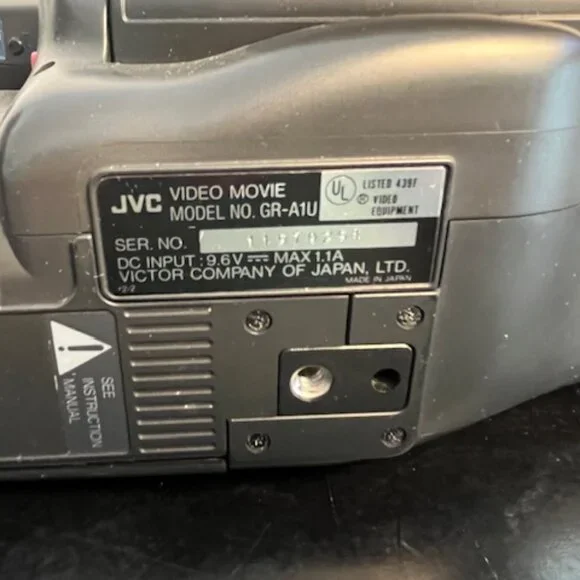 JVC VIDEO MOVIE
MODEL NO. GR-A1U
UL LISTED 439F
® VIDEO
EQUIPMENT
SER. NO.
DC INPUT : 9.6V ⎓ MAX 1.1A
VICTOR COMPANY OF JAPAN, LTD.
MADE IN JAPAN
SEE
INSTRUCTION
MANUAL